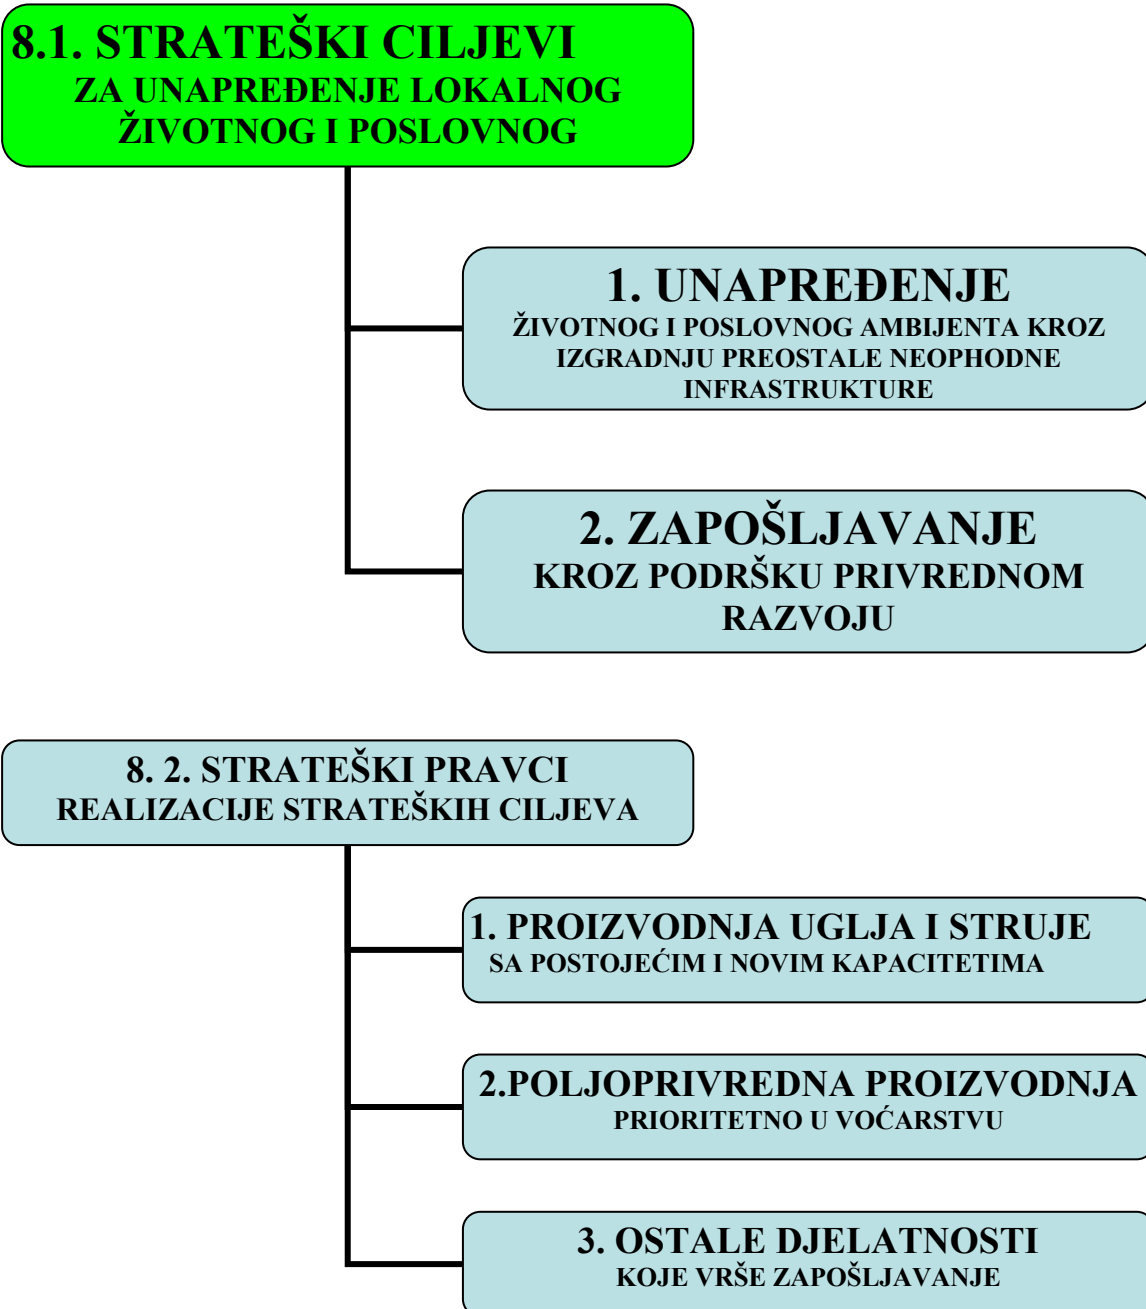 8.1. STRATEŠKI CILJEVI
ZA UNAPREĐENJE LOKALNOG
ŽIVOTNOG I POSLOVNOG
1. UNAPREĐENJE
ŽIVOTNOG I POSLOVNOG AMBIJENTA KROZ
IZGRADNJU PREOSTALE NEOPHODNE
INFRASTRUKTURE
2. ZAPOŠLJAVANJE
KROZ PODRŠKU PRIVREDNOM
RAZVOJU
8. 2. STRATEŠKI PRAVCI
REALIZACIJE STRATEŠKIH CILJEVA
1. PROIZVODNJA UGLJA I STRUJE
SA POSTOJEĆIM I NOVIM KAPACITETIMA
2.POLJOPRIVREDNA PROIZVODNJA
PRIORITETNO U VOĆARSTVU
3. OSTALE DJELATNOSTI
KOJE VRŠE ZAPOŠLJAVANJE